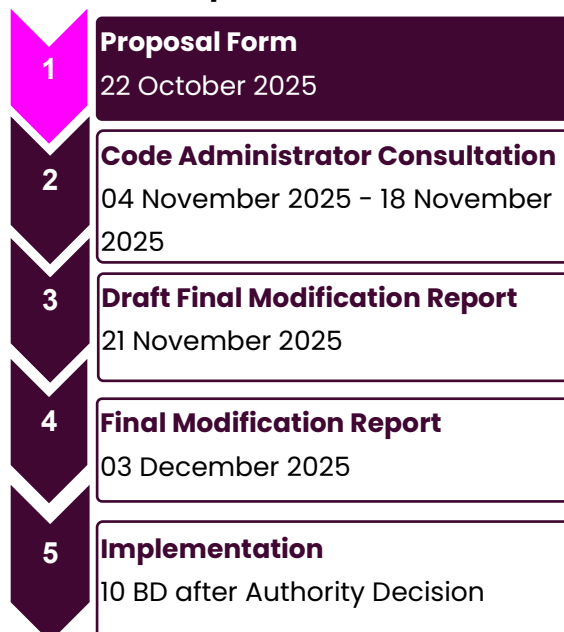 1
Proposal Form
22 October 2025
2
Code Administrator Consultation
04 November 2025 - 18 November
2025
3
Draft Final Modification Report
21 November 2025
4
Final Modification Report
03 December 2025
5
Implementation
10 BD after Authority Decision